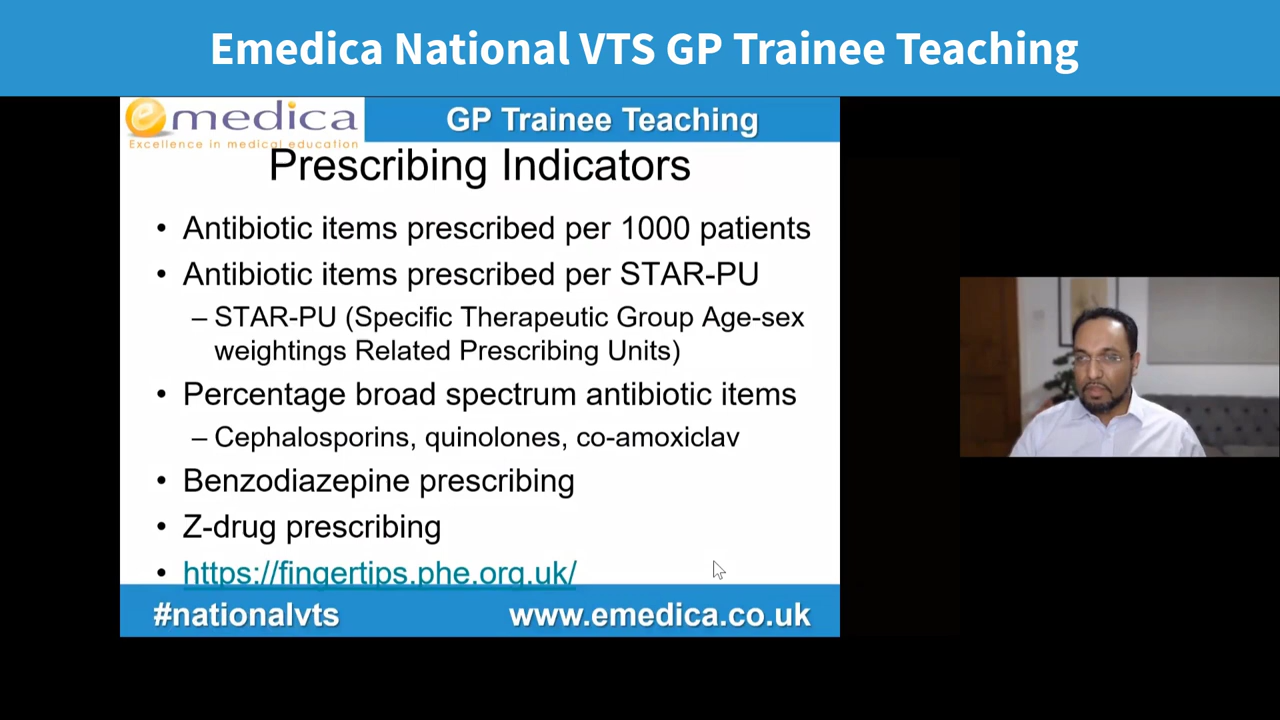 Emedica National VTS GP Trainee Teaching
emedica
Excellence in medical education
GP Trainee Teaching
Prescribing Indicators
• Antibiotic items prescribed per 1000 patients
• Antibiotic items prescribed per STAR-PU
– STAR-PU (Specific Therapeutic Group Age-sex
weightings Related Prescribing Units)
• Percentage broad spectrum antibiotic items
– Cephalosporins, quinolones, co-amoxiclav
• Benzodiazepine prescribing
• Z-drug prescribing
• https://fingertips.phe.org.uk/
#nationalvts
www.emedica.co.uk